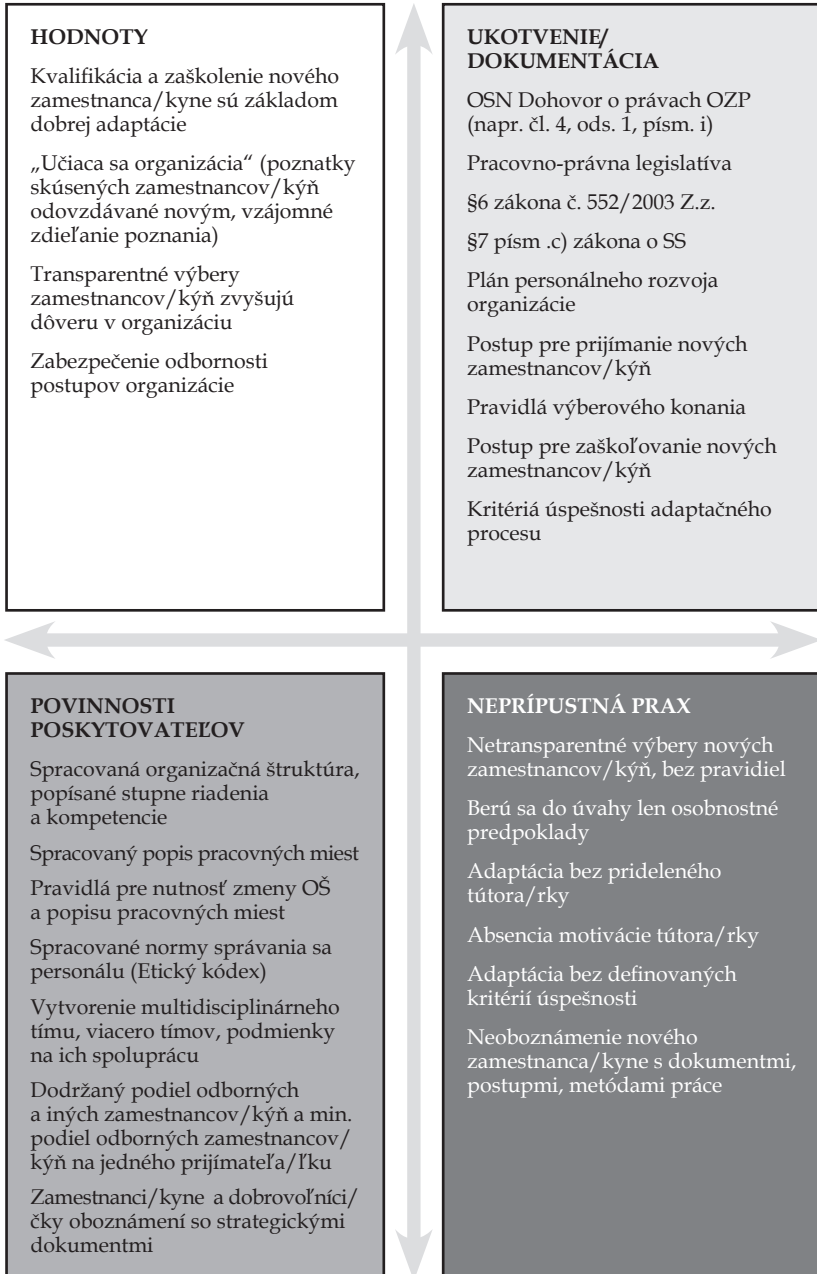 HODNOTY
Kvalifikácia a zaškolenie nového
zamestnanca/kyne sú základom
dobrej adaptácie
„Učiaca sa organizácia“ (poznatky
skúsených zamestnancov/kýň
odovzdávané novým, vzájomné
zdieľanie poznania)
Transparentné výbery
zamestnancov/kýň zvyšujú
dôveru v organizáciu
Zabezpečenie odbornosti
postupov organizácie
UKOTVENIE/
DOKUMENTÁCIA
OSN Dohovor o právach OZP
(napr. čl. 4, ods. 1, písm. i)
Pracovno-právna legislatíva
§6 zákona č. 552/2003 Z.z.
§7 písm .c) zákona o SS
Plán personálneho rozvoja
organizácie
Postup pre prijímanie nových
zamestnancov/kýň
Pravidlá výberového konania
Postup pre zaškoľovanie nových
zamestnancov/kýň
Kritériá úspešnosti adaptačného
procesu
POVINNOSTI
POSKYTOVATEĽOV
Spracovaná organizačná štruktúra,
popísané stupne riadenia
a kompetencie
Spracovaný popis pracovných miest
Pravidlá pre nutnosť zmeny OŠ
a popisu pracovných miest
Spracované normy správania sa
personálu (Etický kódex)
Vytvorenie multidisciplinárneho
tímu, viacero tímov, podmienky
na ich spoluprácu
Dodržaný podiel odborných
a iných zamestnancov/kýň a min.
podiel odborných zamestnancov/
kýň na jedného prijímateľa/ľku
Zamestnanci/kyne a dobrovoľníci/
čky oboznámení so strategickými
dokumentmi
NEPRÍPUSTNÁ PRAX
Netransparentné výbery nových
zamestnancov/kýň, bez pravidiel
Berú sa do úvahy len osobnostné
predpoklady
Adaptácia bez prideleného
tútora/rky
Absencia motivácie tútora/rky
Adaptácia bez definovaných
kritérií úspešnosti
Neoboznámenie nového
zamestnanca/kyne s dokumentmi,
postupmi, metódami práce